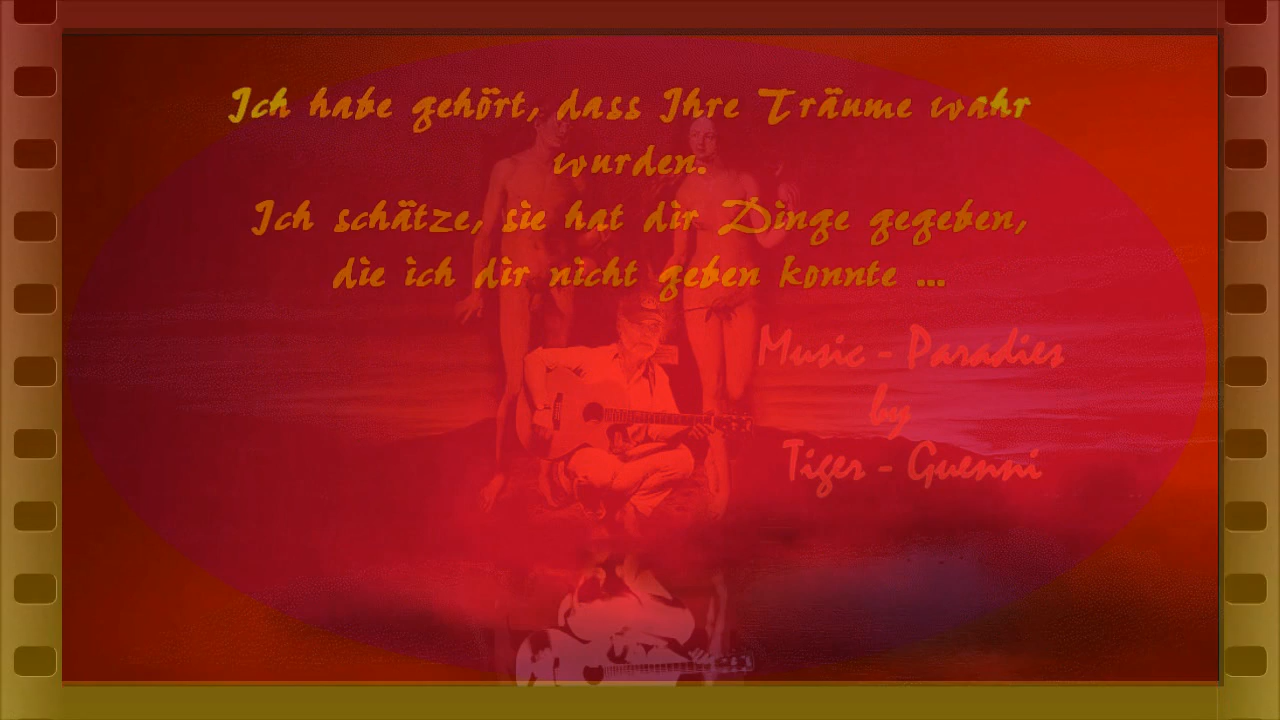 Ich habe gehört, dass Ihre Träume wahr
wurden.
Ich schätze, sie hat dir Dinge gegeben,
die ich dir nicht geben konnte ...
Music - Paradies
by
Tiger - Guenni